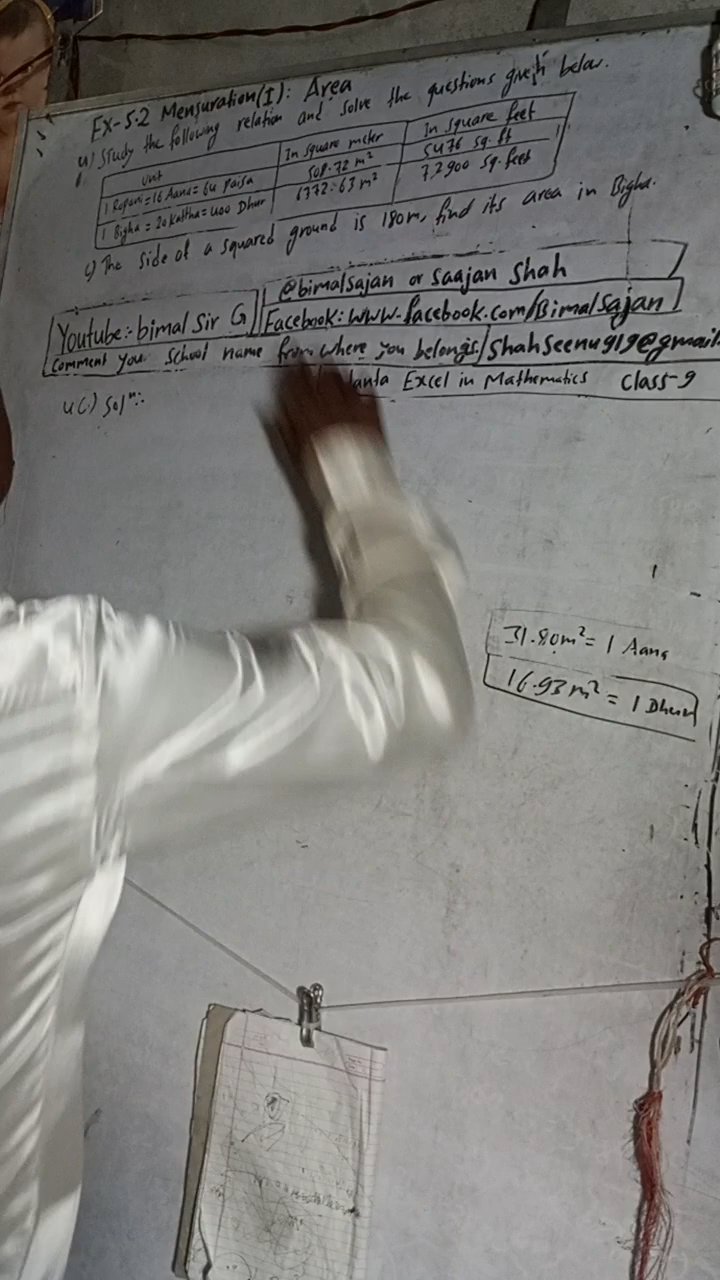 Ex-5.2 Mensuration(I): Area
4) Study the following relation and solve the questions given below.
Unit In square meter In square feet
1 Ropani=16 Aana=64 paisa 508.72 m² 5476 sq.ft
1 Bigha = 20 Kattha=400 Dhur 6772.63 m² 72900 sq.feet
c) The side of a squared ground is 180m, find its area in Bigha.
@bimalsajan or saajan shah
Youtube:- bimal Sir G Facebook: www.facebook.com/Bimalsajan
Comment your school name from where you belongs shahseenu919@gmail.
Excel in Mathematics Class-9
4(c) Solⁿ:
31.80m² = 1 Aana
16.93 m² = 1 Dhur